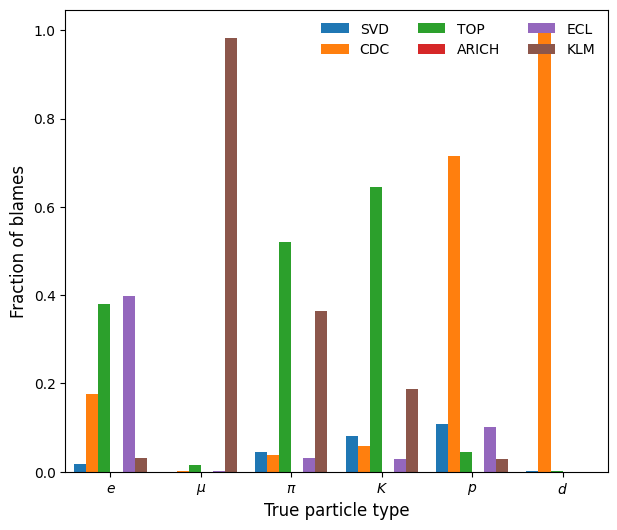 SVD TOP ECL
CDC ARICH KLM
1.0
0.8
0.6
0.4
0.2
0.0
Fraction of blames
e μ π K p d
True particle type